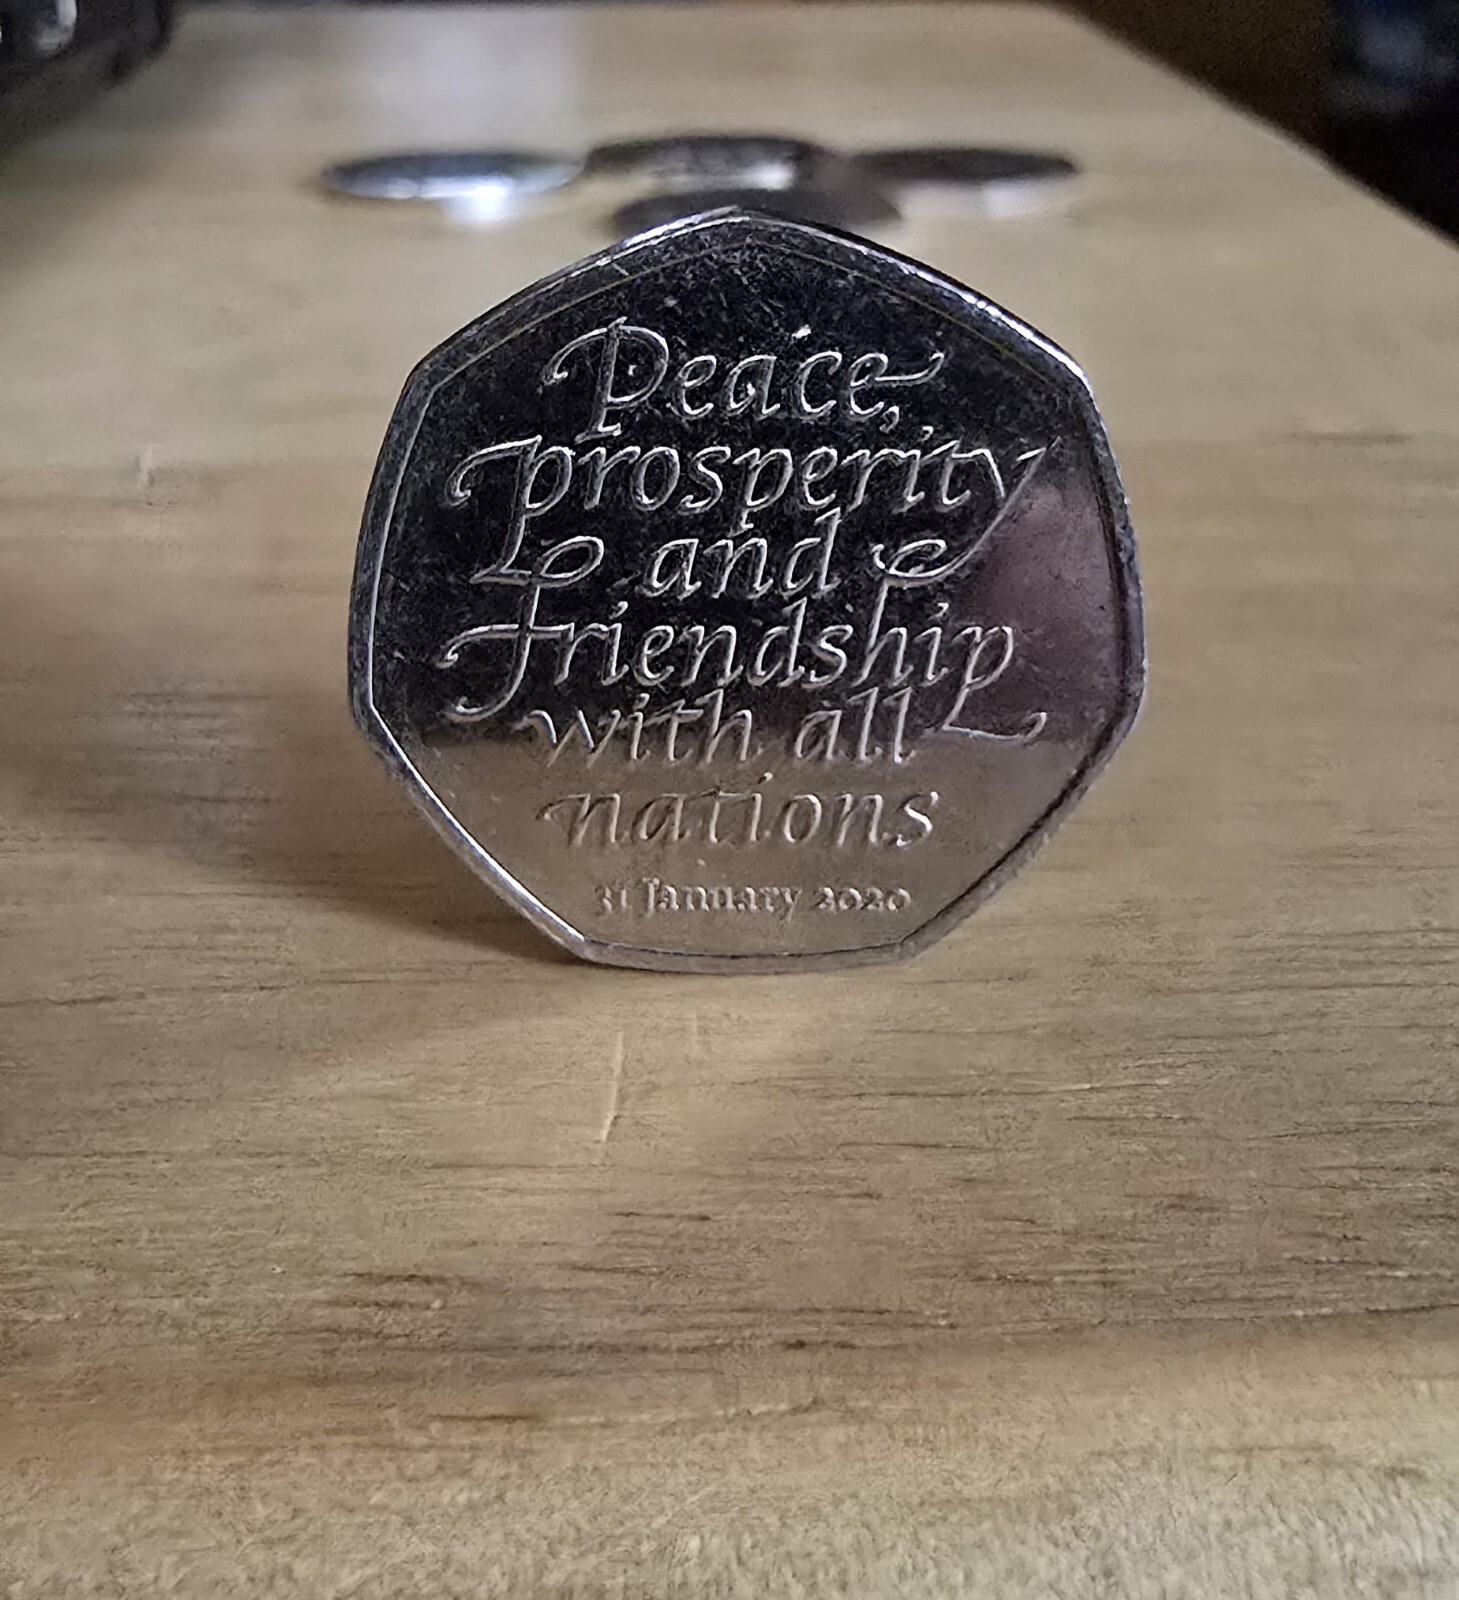 Peace,
prosperity
and
friendship
with all
nations
31 January 2020